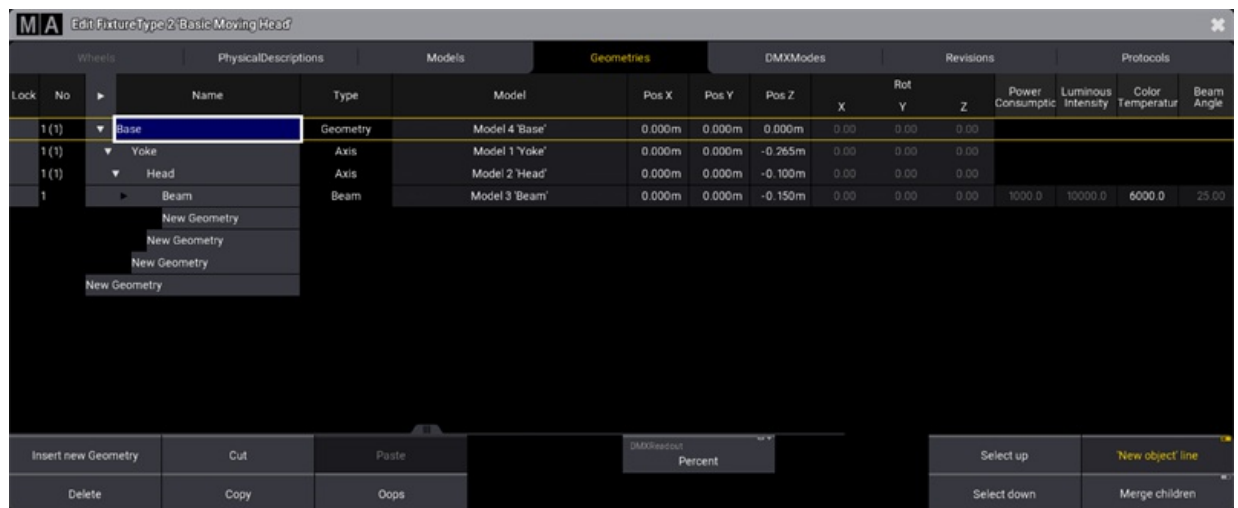 MA Edit FixtureType 2 'Basic Moving Head'
Wheels PhysicalDescriptions Models Geometries DMXModes Revisions Protocols
Lock No Name Type Model Pos X Pos Y Pos Z Rot X Y Z Power Consumptic Luminous Intensity Color Temperatur Beam Angle
1 (1) Base Geometry Model 4 'Base' 0.000m 0.000m 0.000m 0.00 0.00 0.00
1 (1) Yoke Axis Model 1 'Yoke' 0.000m 0.000m -0.265m 0.00 0.00 0.00
1 (1) Head Axis Model 2 'Head' 0.000m 0.000m -0.100m 0.00 0.00 0.00
1 Beam Beam Model 3 'Beam' 0.000m 0.000m -0.150m 0.00 0.00 0.00 1000.0 10000.0 6000.0 25.00
New Geometry
New Geometry
New Geometry
New Geometry
Insert new Geometry Cut Paste DMXReadout Percent Select up 'New object' line
Delete Copy Oops Select down Merge children